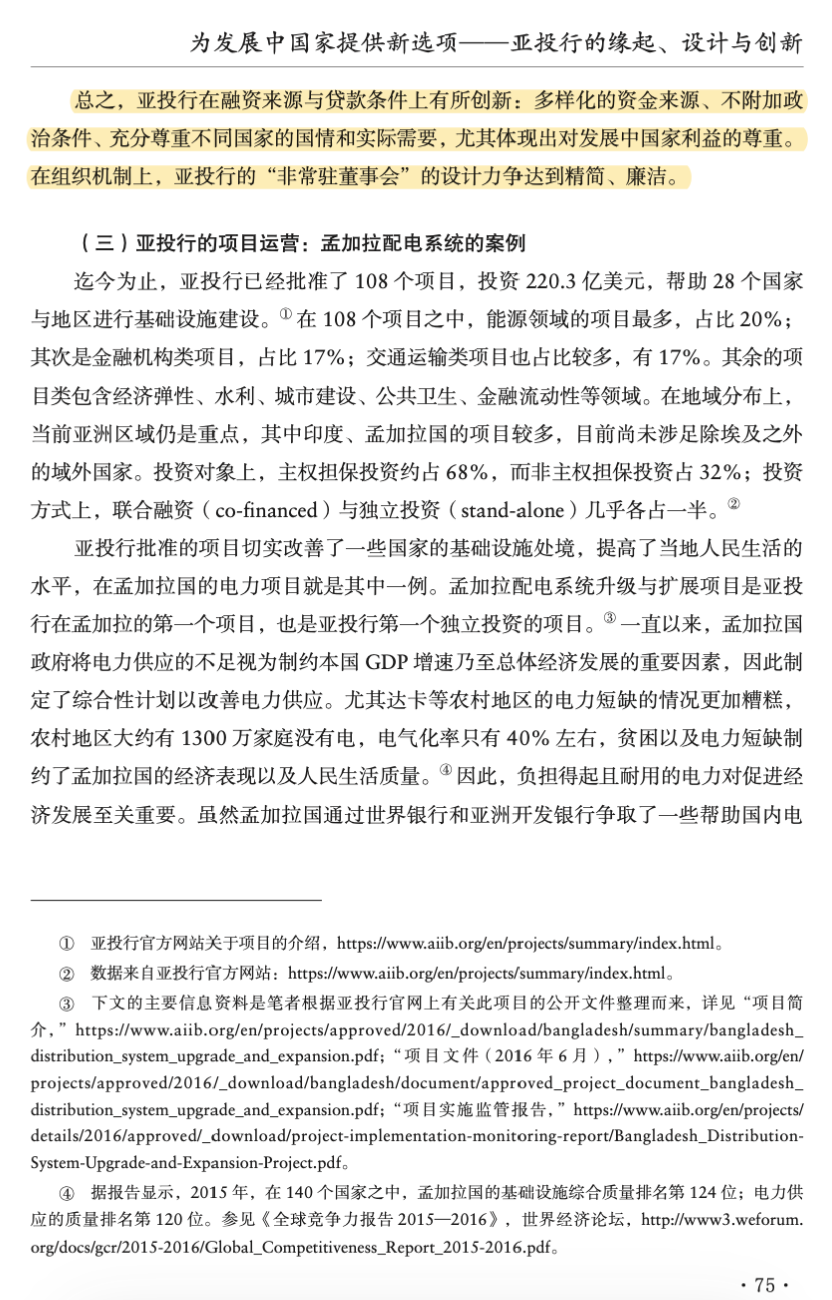 为发展中国家提供新选项——亚投行的缘起、设计与创新
总之，亚投行在融资来源与贷款条件上有所创新：多样化的资金来源、不附加政
治条件、充分尊重不同国家的国情和实际需要，尤其体现出对发展中国家利益的尊重。
在组织机制上，亚投行的“非常驻董事会”的设计力争达到精简、廉洁。
（三）亚投行的项目运营：孟加拉配电系统的案例
迄今为止，亚投行已经批准了 108 个项目，投资 220.3 亿美元，帮助 28 个国家
与地区进行基础设施建设。①在 108 个项目之中，能源领域的项目最多，占比 20%；
其次是金融机构类项目，占比 17%；交通运输类项目也占比较多，有 17%。其余的项
目类包含经济弹性、水利、城市建设、公共卫生、金融流动性等领域。在地域分布上，
当前亚洲区域仍是重点，其中印度、孟加拉国的项目较多，目前尚未涉足除埃及之外
的域外国家。投资对象上，主权担保投资约占 68%，而非主权担保投资占 32%；投资
方式上，联合融资（co-financed）与独立投资（stand-alone）几乎各占一半。②
亚投行批准的项目切实改善了一些国家的基础设施处境，提高了当地人民生活的
水平，在孟加拉国的电力项目就是其中一例。孟加拉配电系统升级与扩展项目是亚投
行在孟加拉的第一个项目，也是亚投行第一个独立投资的项目。③一直以来，孟加拉国
政府将电力供应的不足视为制约本国 GDP 增速乃至总体经济发展的重要因素，因此制
定了综合性计划以改善电力供应。尤其达卡等农村地区的电力短缺的情况更加糟糕，
农村地区大约有 1300 万家庭没有电，电气化率只有 40% 左右，贫困以及电力短缺制
约了孟加拉国的经济表现以及人民生活质量。④因此，负担得起且耐用的电力对促进经
济发展至关重要。虽然孟加拉国通过世界银行和亚洲开发银行争取了一些帮助国内电
① 亚投行官方网站关于项目的介绍，https://www.aiib.org/en/projects/summary/index.html。
② 数据来自亚投行官方网站：https://www.aiib.org/en/projects/summary/index.html。
③ 下文的主要信息资料是笔者根据亚投行官网上有关此项目的公开文件整理而来，详见“项目简
介，”https://www.aiib.org/en/projects/approved/2016/_download/bangladesh/summary/bangladesh_
distribution_system_upgrade_and_expansion.pdf；“项目文件（2016 年 6 月），”https://www.aiib.org/en/
projects/approved/2016/_download/bangladesh/document/approved_project_document_bangladesh_
distribution_system_upgrade_and_expansion.pdf；“项目实施监管报告，”https://www.aiib.org/en/projects/
details/2016/approved/_download/project-implementation-monitoring-report/Bangladesh_Distribution-
System-Upgrade-and-Expansion-Project.pdf。
④ 据报告显示，2015 年，在 140 个国家之中，孟加拉国的基础设施综合质量排名第 124 位；电力供
应的质量排名第 120 位。参见《全球竞争力报告 2015—2016》，世界经济论坛，http://www3.weforum.
org/docs/gcr/2015-2016/Global_Competitiveness_Report_2015-2016.pdf。
· 75 ·